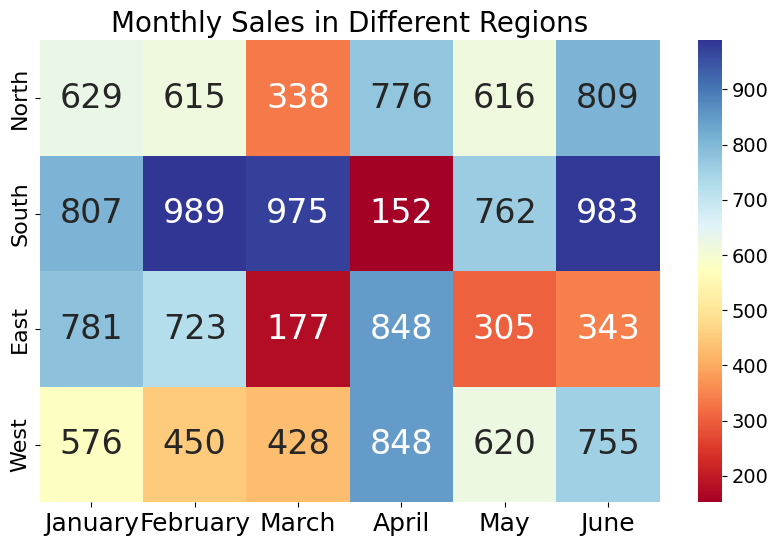 Monthly Sales in Different Regions
North 629 615 338 776 616 809
South 807 989 975 152 762 983
East 781 723 177 848 305 343
West 576 450 428 848 620 755
January February March April May June
900
800
700
600
500
400
300
200